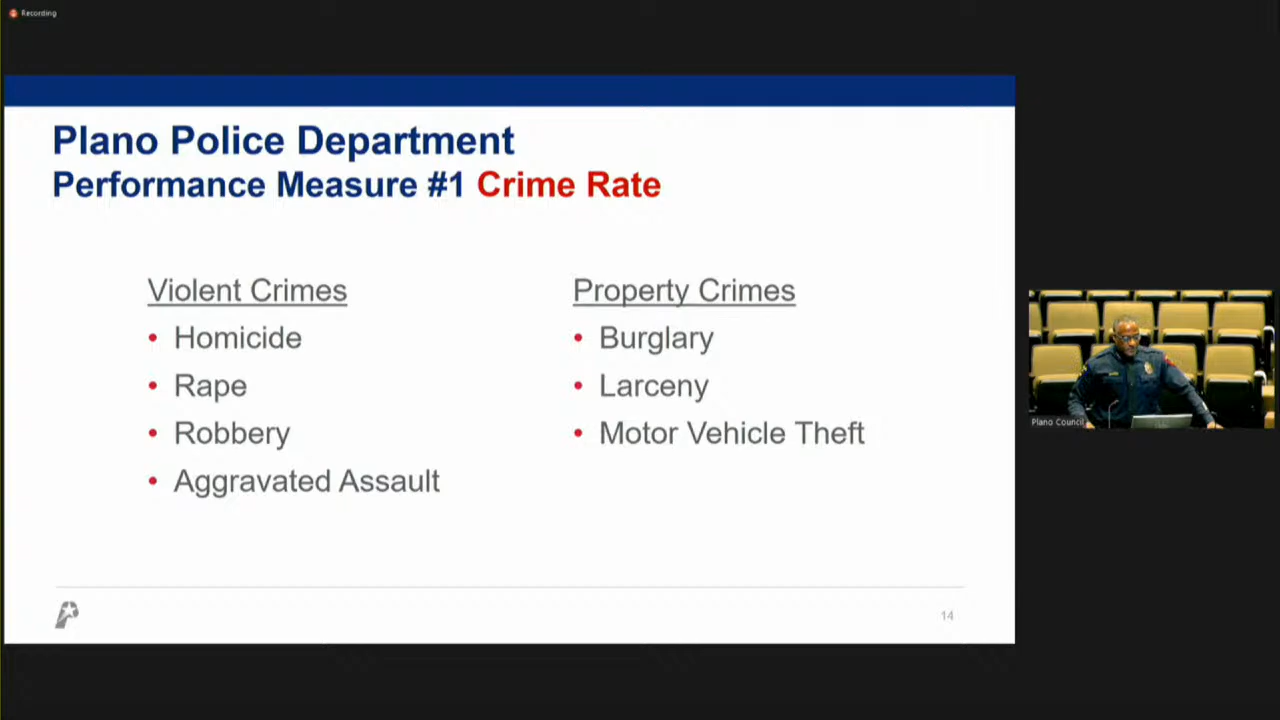 Recording
Plano Police Department
Performance Measure #1 Crime Rate
Violent Crimes
• Homicide
• Rape
• Robbery
• Aggravated Assault
Property Crimes
• Burglary
• Larceny
• Motor Vehicle Theft
14
Plano Council